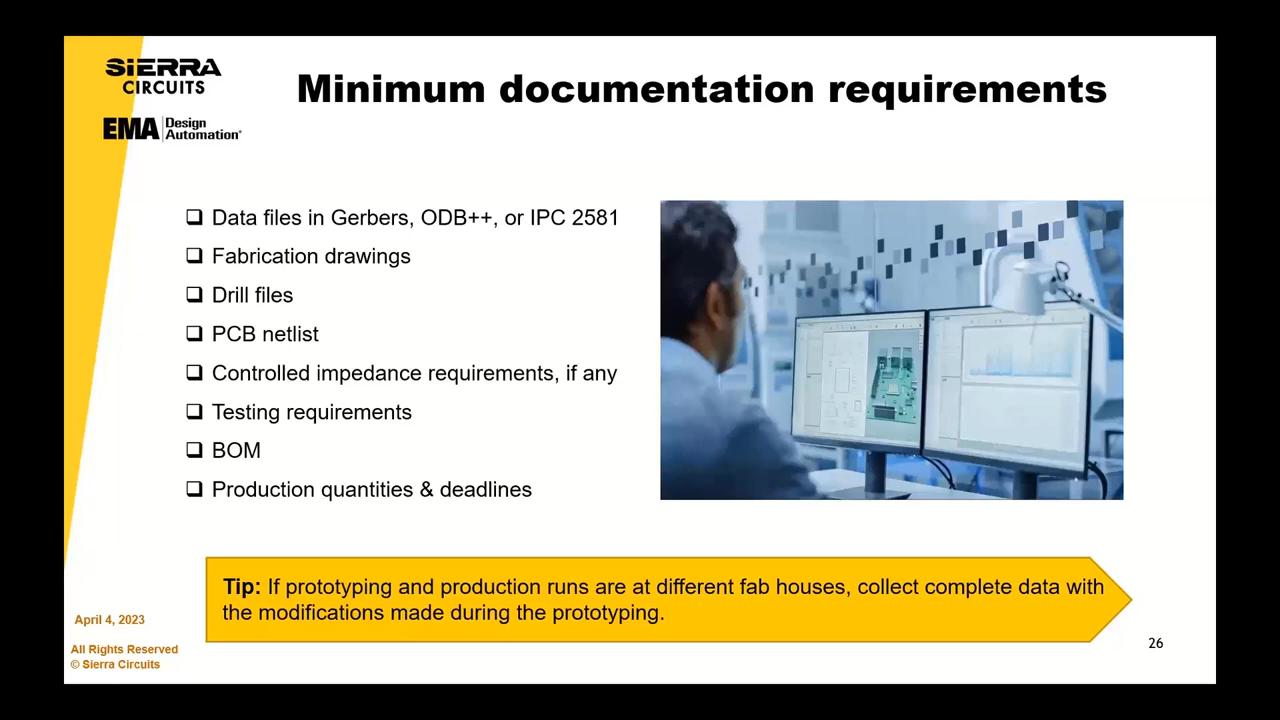 SIERRA
CIRCUITS
EMA Design
Automation®
Minimum documentation requirements
Data files in Gerbers, ODB++, or IPC 2581
Fabrication drawings
Drill files
PCB netlist
Controlled impedance requirements, if any
Testing requirements
BOM
Production quantities & deadlines
Tip: If prototyping and production runs are at different fab houses, collect complete data with
the modifications made during the prototyping.
April 4, 2023
All Rights Reserved
© Sierra Circuits
26